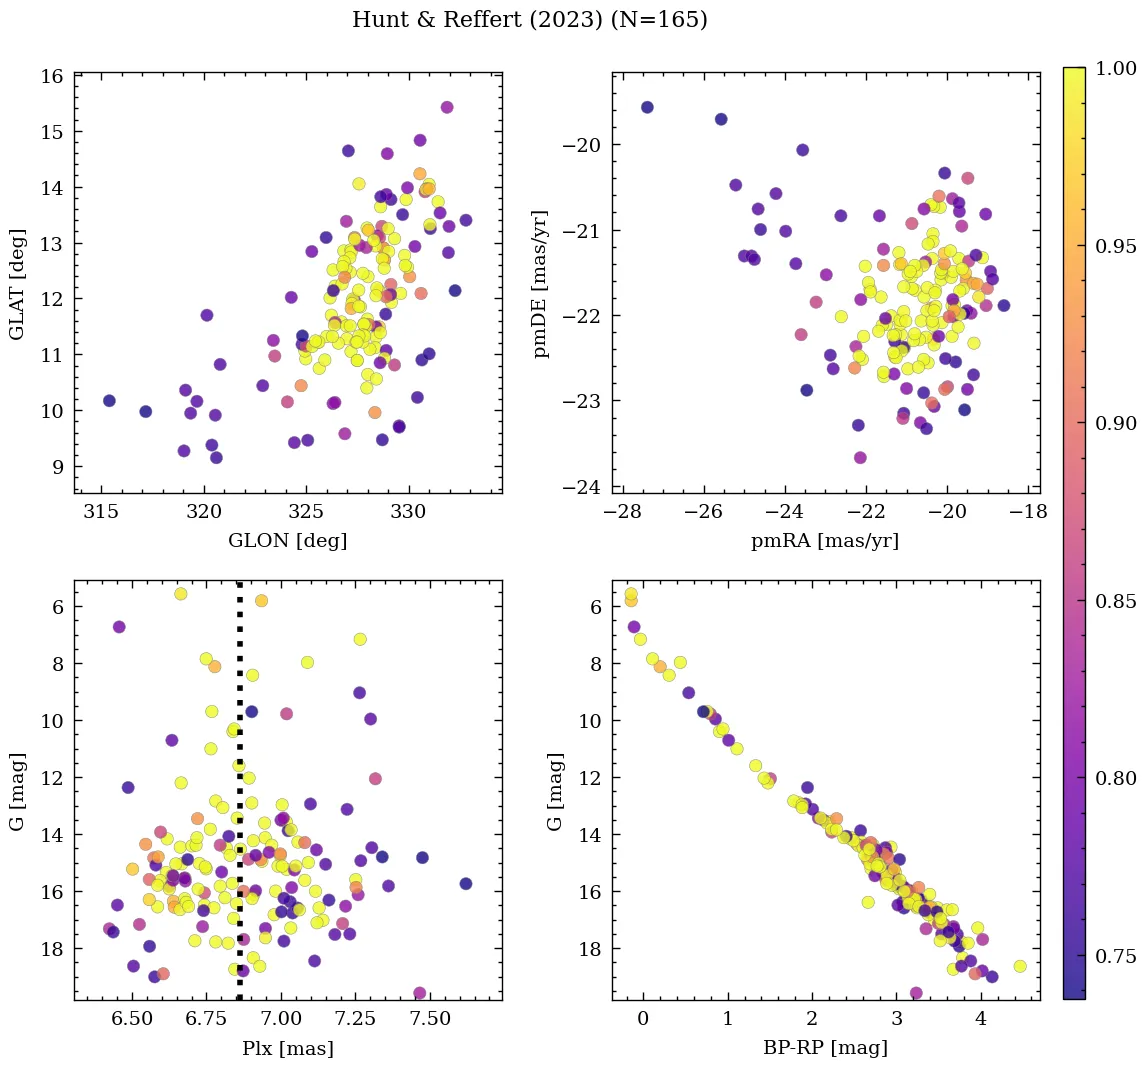 Hunt & Reffert (2023) (N=165)
16
15
14
13
12
11
10
9
GLAT [deg]
315 320 325 330
GLON [deg]
−20
−21
−22
−23
−24
pmDE [mas/yr]
−28 −26 −24 −22 −20 −18
pmRA [mas/yr]
1.00
0.95
0.90
0.85
0.80
0.75
6
8
10
12
14
16
18
G [mag]
6.50 6.75 7.00 7.25 7.50
Plx [mas]
6
8
10
12
14
16
18
G [mag]
0 1 2 3 4
BP-RP [mag]